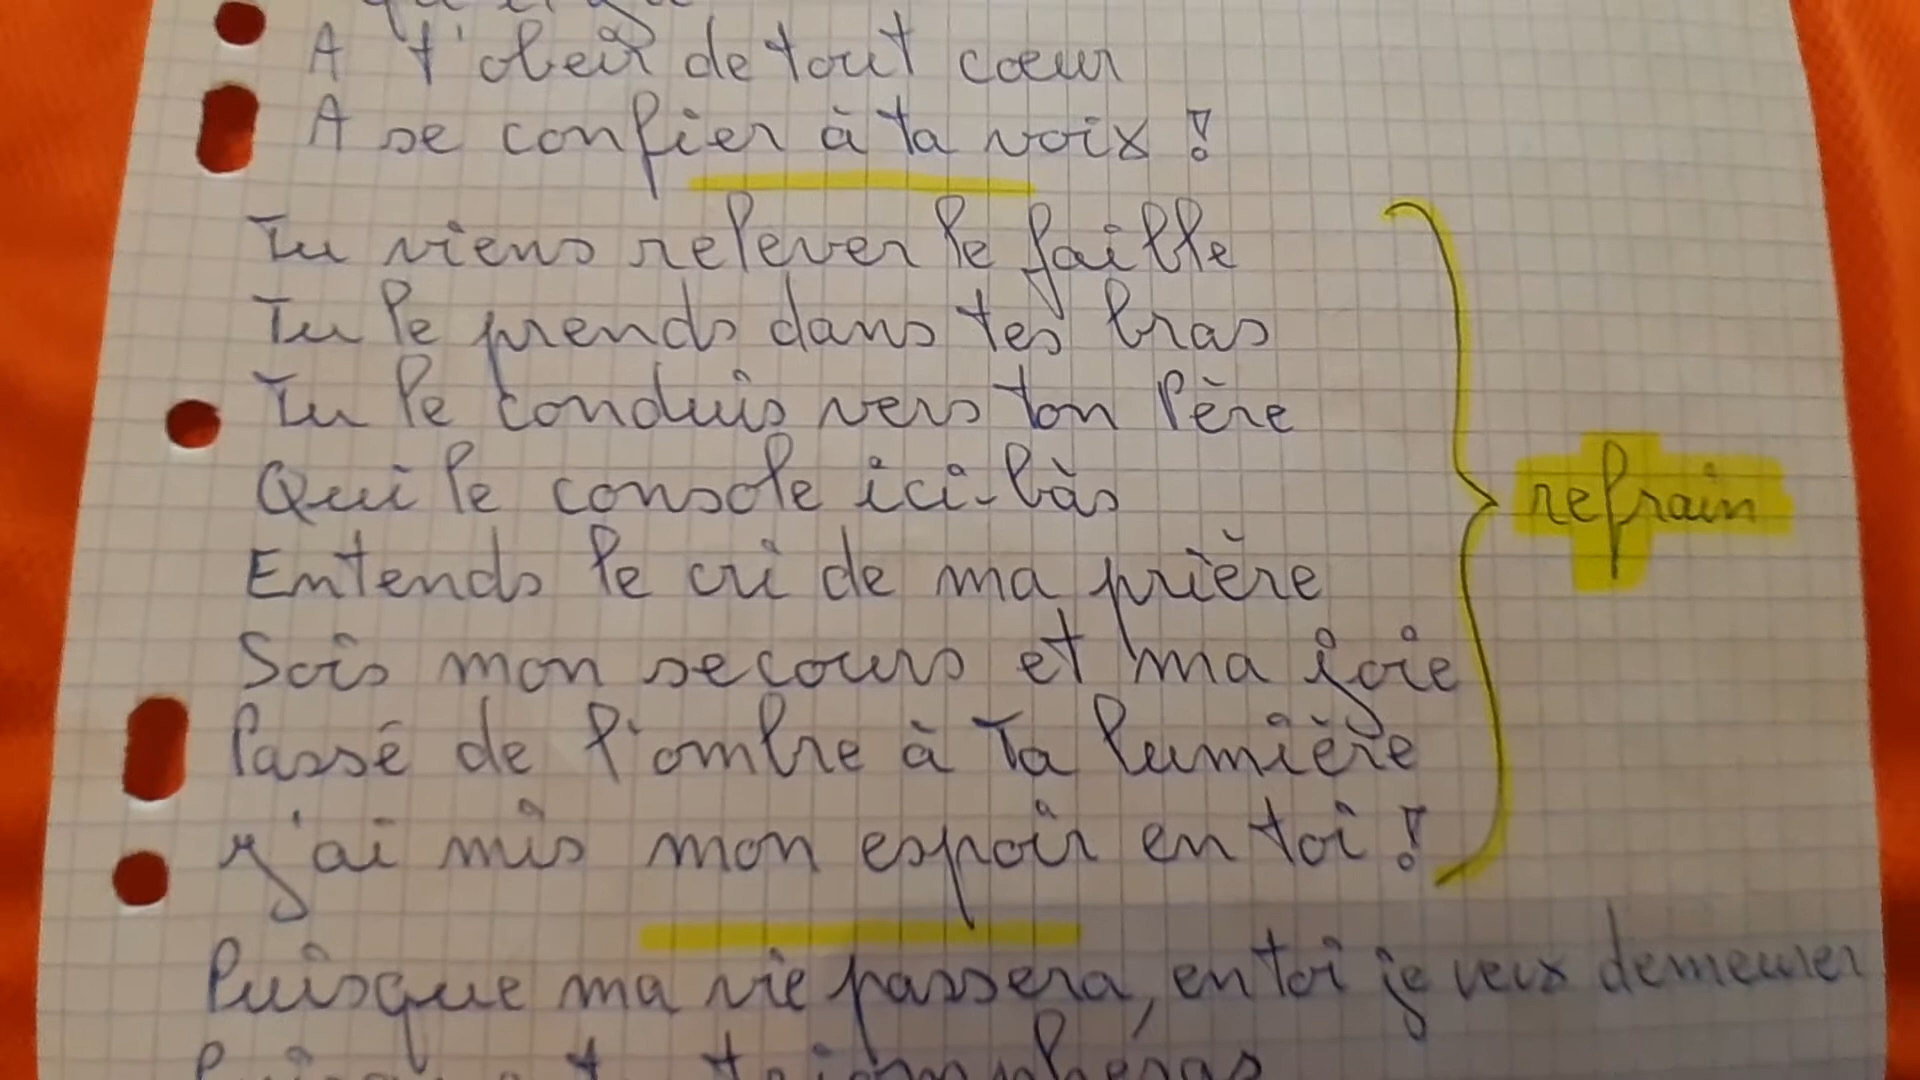 A t'obeir de tout cœur
A se confier à ta voix !
Tu viens relever le faille
Tu le prends dans tes bras
Tu le conduis vers ton Père
Qui le console ici-bàs
Entends le cri de ma prière
Sois mon secours et ma joie
refrain
Passé de l'ombre à Ta lumière
J'ai mis mon espoir en toi !
Puisque ma vie passera, en toi je veux demeurer